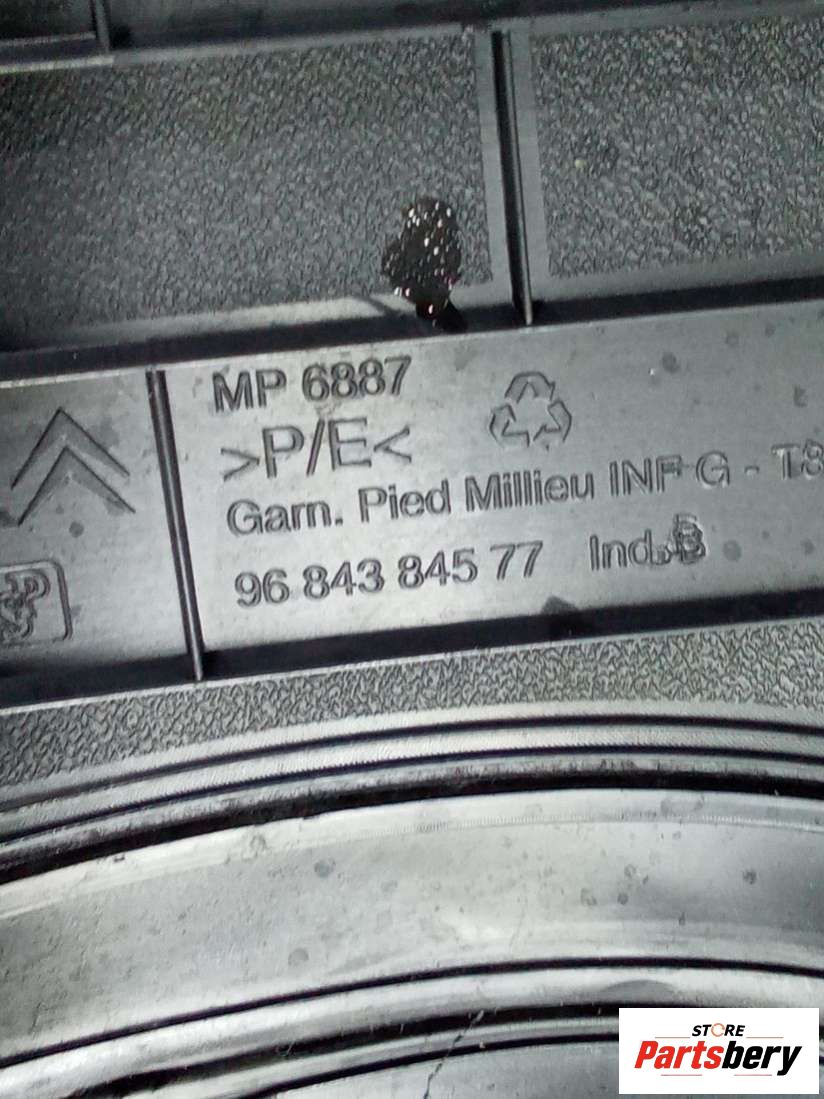 MP 6887
>P/E<
Garn. Pied Millieu INF G - T8
96 843 845 77 Ind. B
STORE
Partsbery